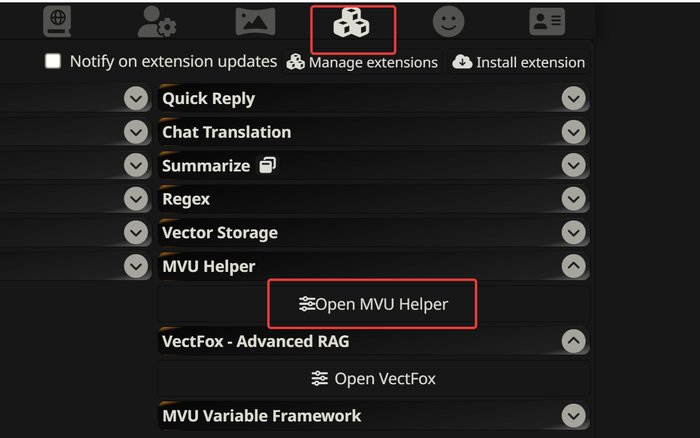 Notify on extension updates Manage extensions Install extension
Quick Reply
Chat Translation
Summarize
Regex
Vector Storage
MVU Helper
Open MVU Helper
VectFox - Advanced RAG
Open VectFox
MVU Variable Framework